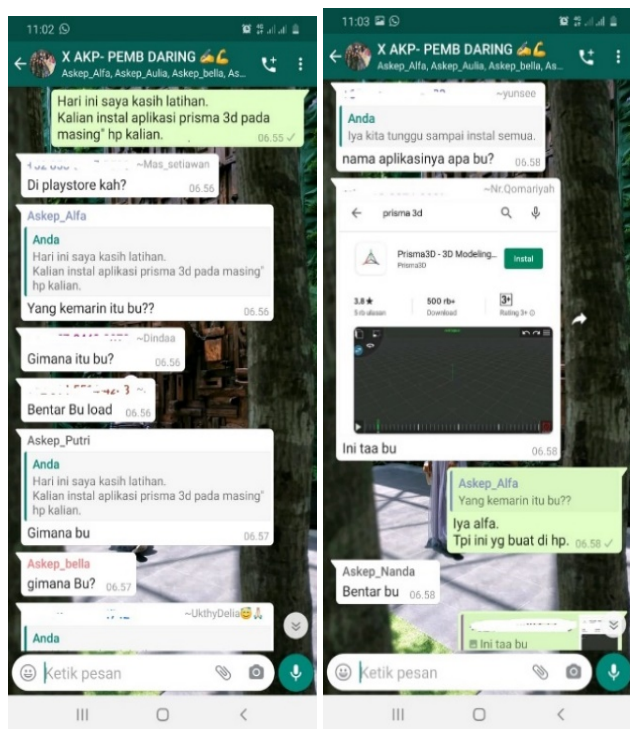 11:02
X AKP- PEMB DARING ✍💪
Askep_Alfa, Askep_Aulia, Askep_bella, As...
Hari ini saya kasih latihan.
Kalian instal aplikasi prisma 3d pada
masing" hp kalian.
06.55
~Mas_setiawan
Di playstore kah?
06.56
Askep_Alfa
Anda
Hari ini saya kasih latihan.
Kalian instal aplikasi prisma 3d pada masing"
hp kalian.
Yang kemarin itu bu??
06.56
~Dindaa
Gimana itu bu?
06.56
Bentar Bu load
06.56
Askep_Putri
Anda
Hari ini saya kasih latihan.
Kalian instal aplikasi prisma 3d pada masing"
hp kalian.
Gimana bu
06.57
Askep_bella
gimana Bu?
06.57
~UkthyDelia😇🙏
Anda
Ketik pesan
11:03
X AKP- PEMB DARING ✍💪
Askep_Alfa, Askep_Aulia, Askep_bella, As...
~yunsee
Anda
Iya kita tunggu sampai instal semua.
nama aplikasinya apa bu?
06.58
~Nr.Qomariyah
prisma 3d
Prisma3D - 3D Modeling...
Prisma3D
Instal
3,8★
500 rb+
3+
5 rb ulasan
Download
Rating 3+
Ini taa bu
06.58
Askep_Alfa
Yang kemarin itu bu??
Iya alfa.
Tpi ini yg buat di hp.
06.58
Askep_Nanda
Bentar bu
06.58
Ini taa bu
Ketik pesan